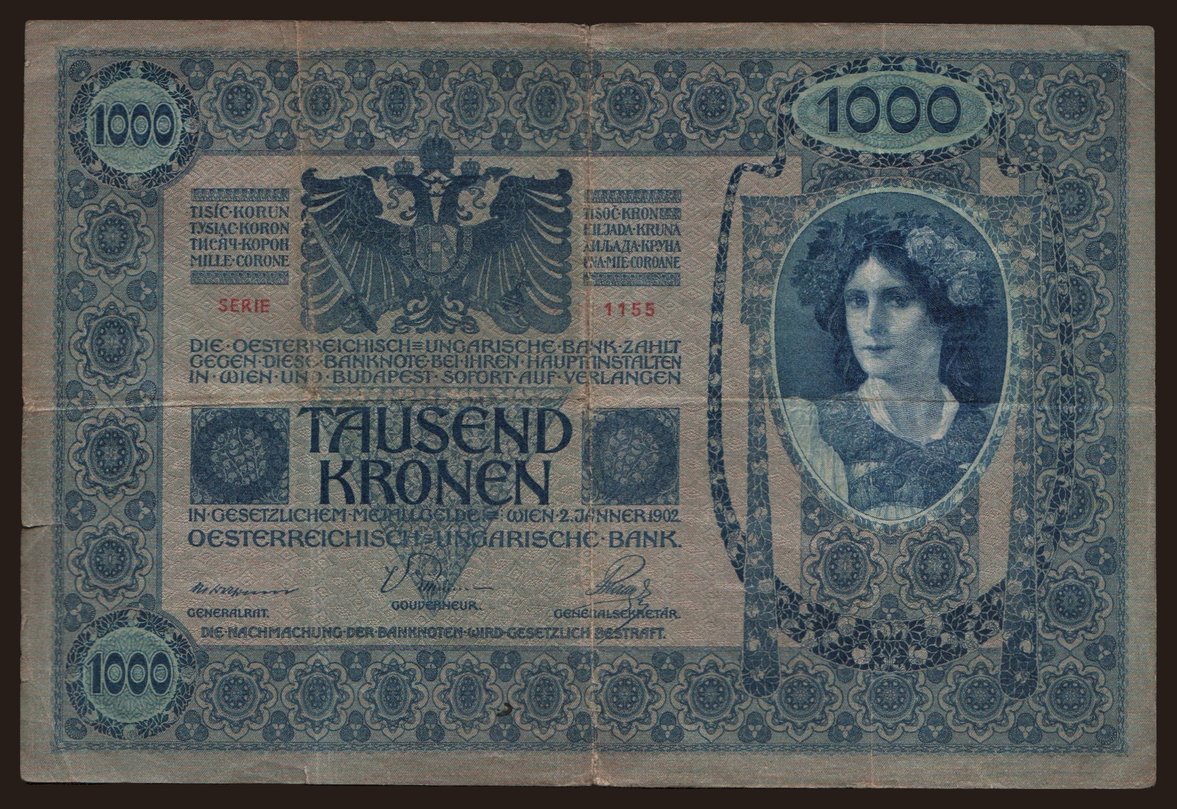 1000
1000
TISÍC·KORUN
TYSIĄC·KORON
ТИСЯЧ·КОРОН
MILLE·CORONE
TISOČ·KRON
HILJADA·KRUNA
ХИЉАДА·КРУНА
UNA·MIE·COROANE
SERIE
1155
DIE·OESTERREICHISCH=UNGARISCHE·BANK·ZAHLT
GEGEN·DIESE·BANKNOTE·BEI·IHREN·HAUPTANSTALTEN
IN·WIEN·UND·BUDAPEST·SOFORT·AUF·VERLANGEN
TAUSEND
KRONEN
IN·GESETZLICHEM·METALLGELDE=WIEN·2.JÄNNER 1902
OESTERREICHISCH=UNGARISCHE·BANK.
GENERALRAT.
GOUVERNEUR.
GENERALSEKRETÄR.
DIE·NACHMACHUNG·DER·BANKNOTEN·WIRD·GESETZLICH BESTRAFT.
1000